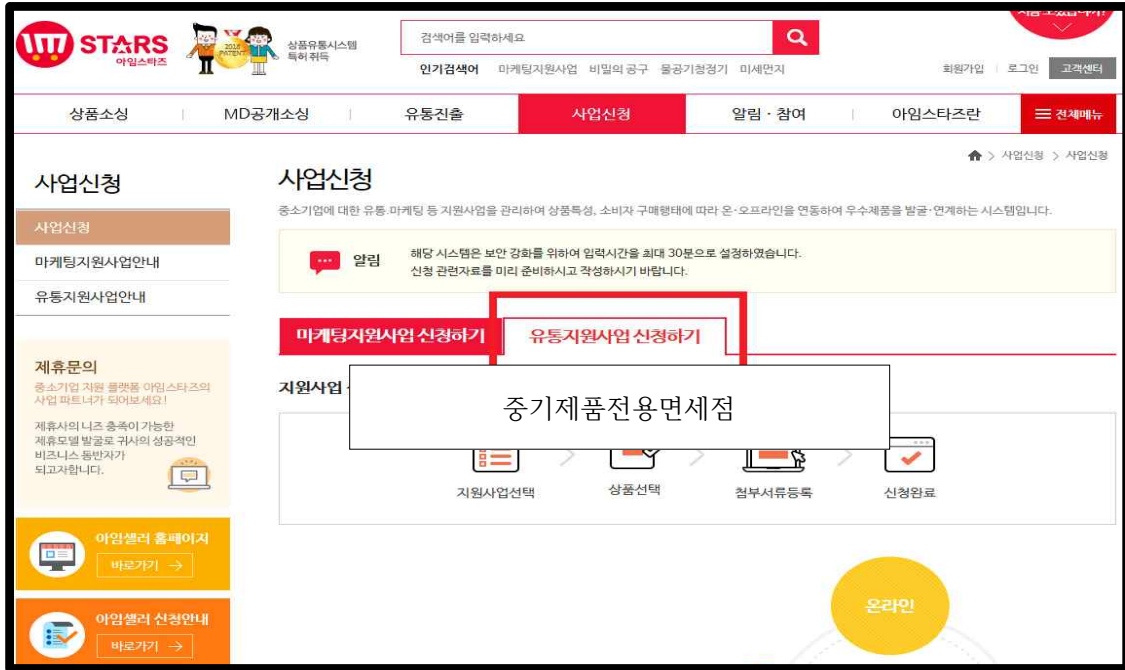 STARS
아임스타즈
2016
PATENT
상품유통시스템
특허 취득
검색어를 입력하세요
인기검색어 마케팅지원사업 비밀의 공구 물공기청정기 미세먼지
회원가입 로그인 고객센터
상품소싱 MD공개소싱 유통진출 사업신청 알림 · 참여 아임스타즈란 전체메뉴
사업신청 > 사업신청
사업신청
사업신청
마케팅지원사업안내
유통지원사업안내
사업신청
중소기업에 대한 유통.마케팅 등 지원사업을 관리하여 상품특성, 소비자 구매행태에 따라 온·오프라인을 연동하여 우수제품을 발굴·연계하는 시스템입니다.
알림
해당 시스템은 보안 강화를 위하여 입력시간을 최대 30분으로 설정하였습니다.
신청 관련자료를 미리 준비하시고 작성하시기 바랍니다.
마케팅지원사업 신청하기 유통지원사업 신청하기
지원사업
중기제품전용면세점
지원사업선택 상품선택 첨부서류등록 신청완료
제휴문의
중소기업 지원 플랫폼 아임스타즈의
사업 파트너가 되어보세요!
제휴사의 니즈 충족이 가능한
제휴모델 발굴로 귀사의 성공적인
비즈니스 동반자가
되고자합니다.
아임셀러 홈페이지
바로가기 →
아임셀러 신청안내
바로가기 →
온라인